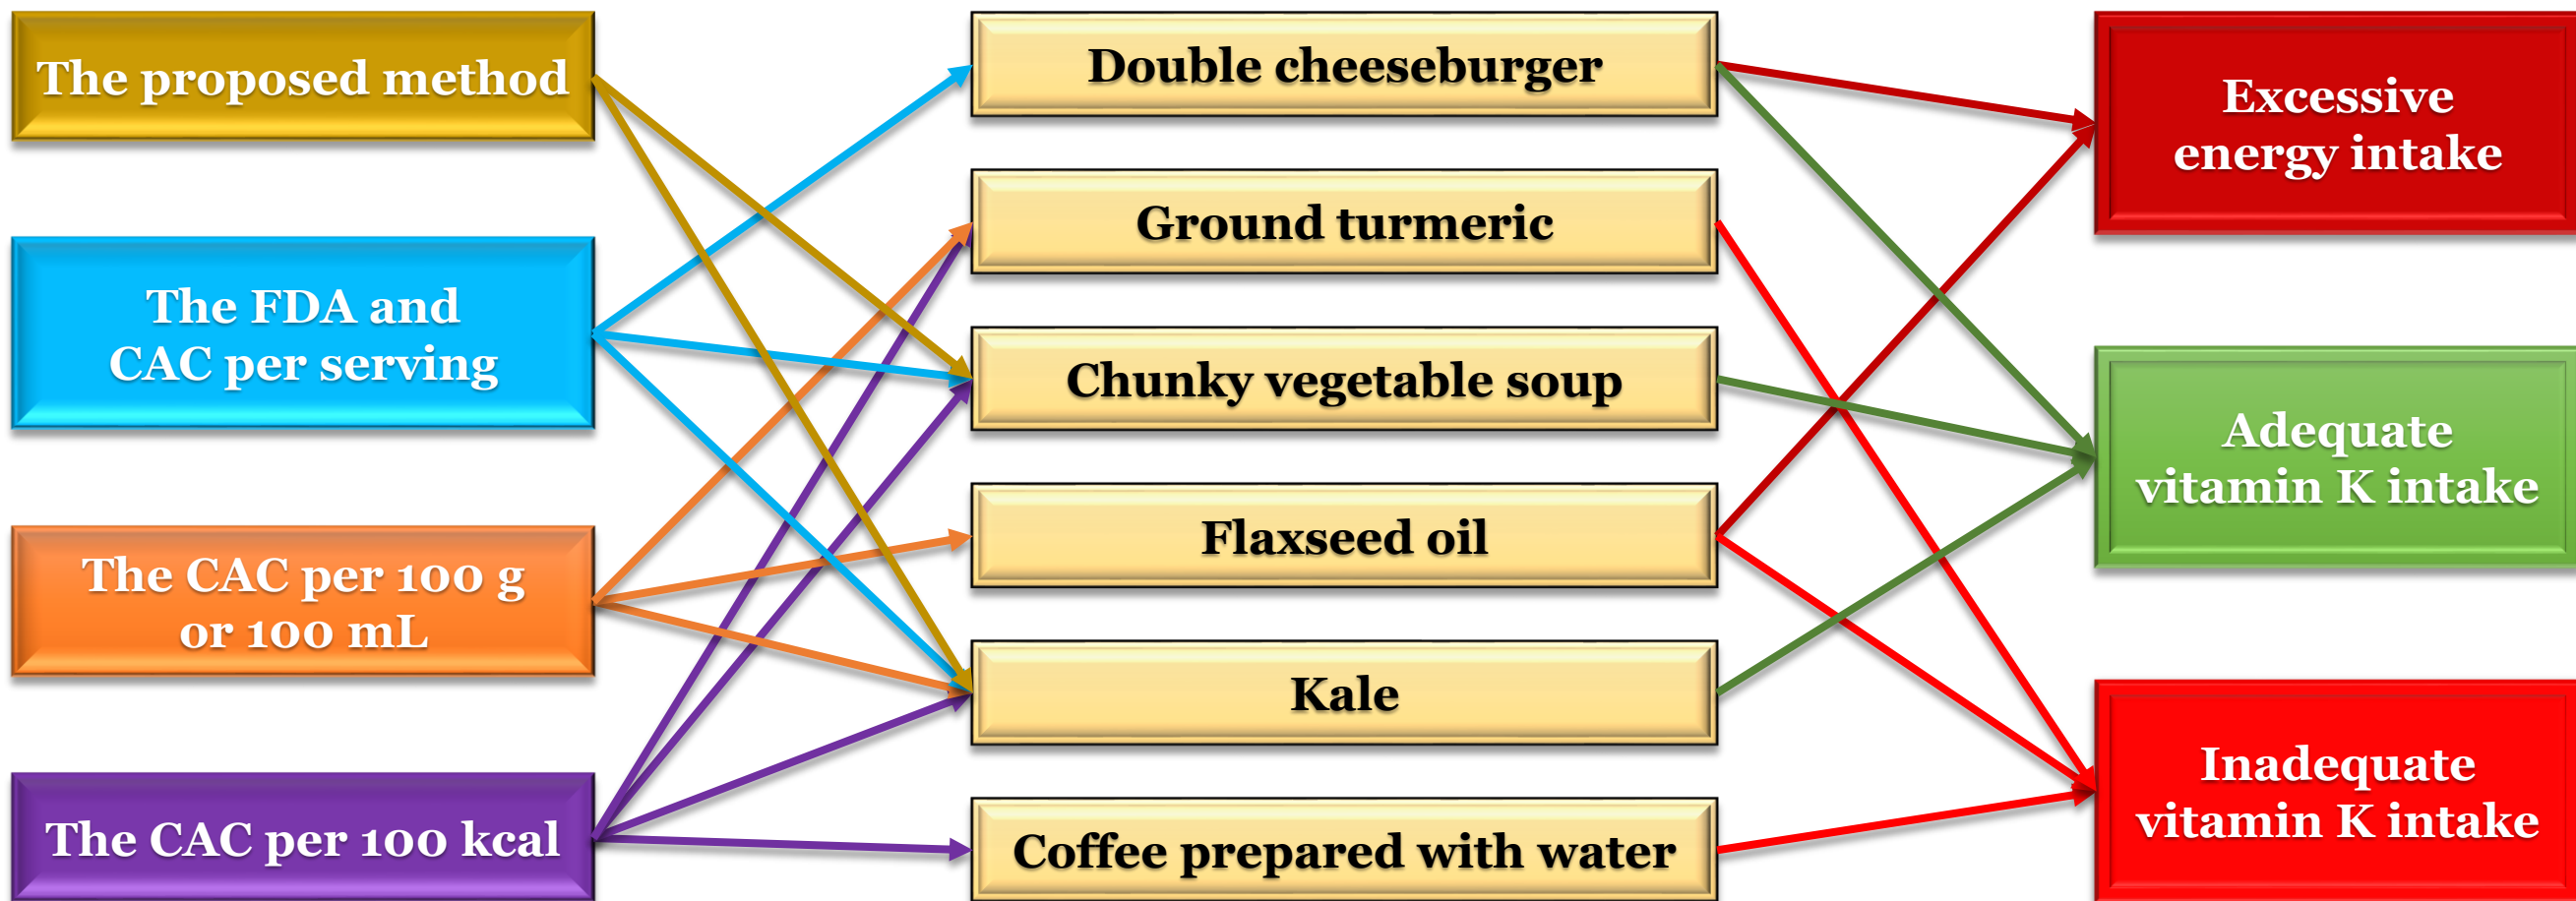 The proposed method
The FDA and
CAC per serving
The CAC per 100 g
or 100 mL
The CAC per 100 kcal
Double cheeseburger
Ground turmeric
Chunky vegetable soup
Flaxseed oil
Kale
Coffee prepared with water
Excessive
energy intake
Adequate
vitamin K intake
Inadequate
vitamin K intake